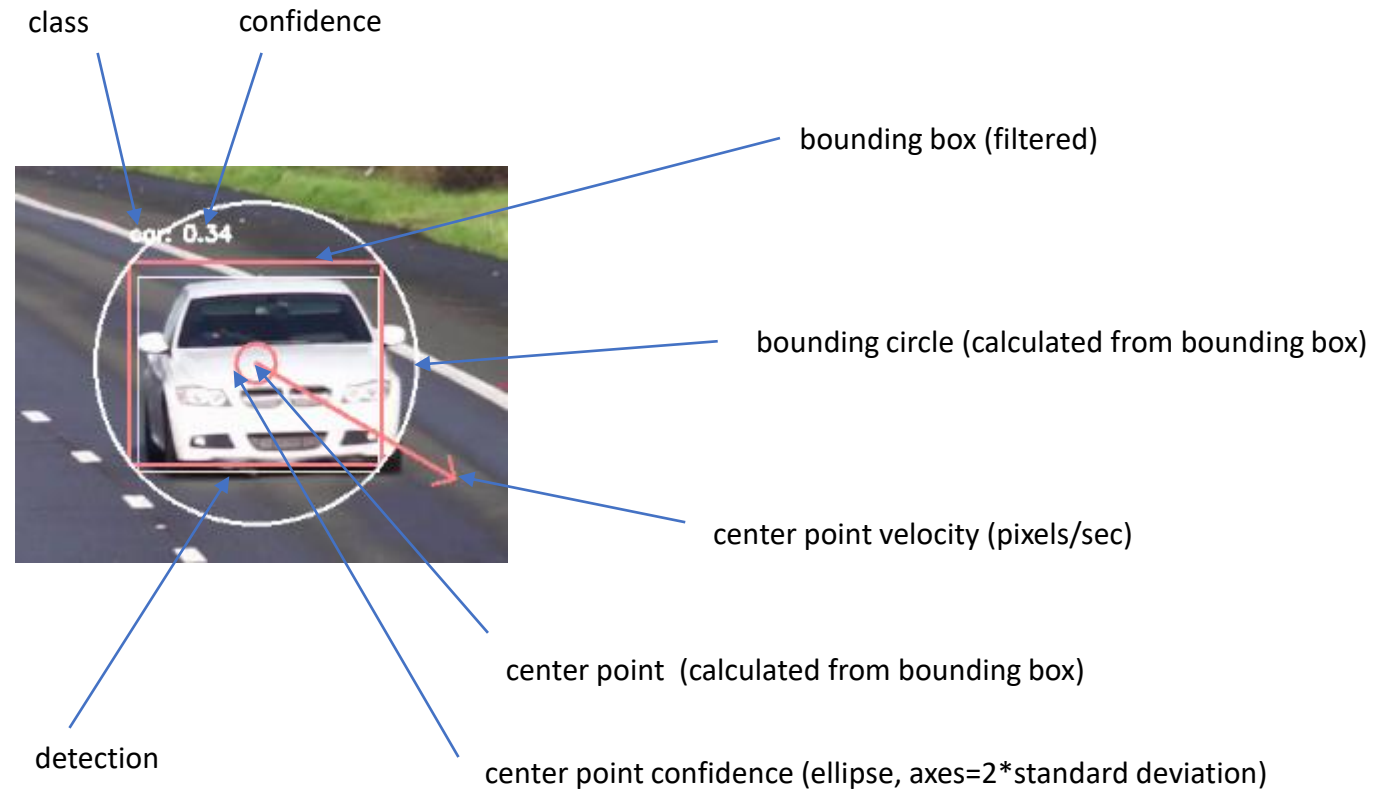 class
confidence
bounding box (filtered)
car: 0.34
bounding circle (calculated from bounding box)
center point velocity (pixels/sec)
center point  (calculated from bounding box)
detection
center point confidence (ellipse, axes=2*standard deviation)